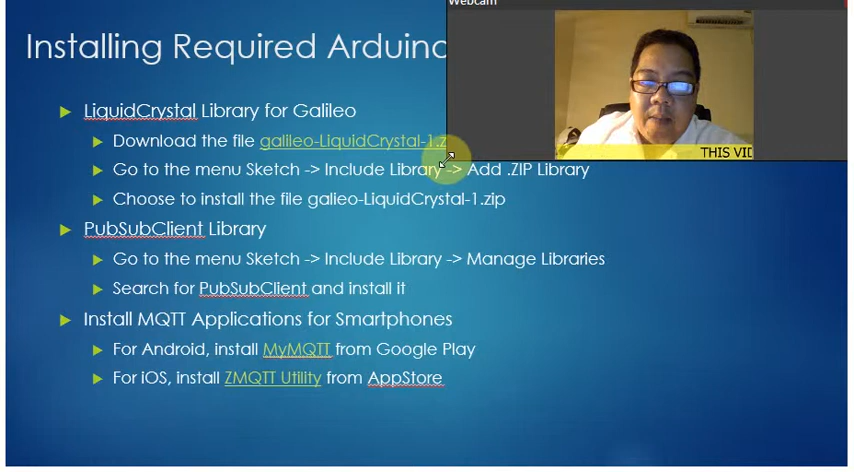 Webcam
Installing Required Arduino
LiquidCrystal Library for Galileo
Download the file galileo-LiquidCrystal-1.z
Go to the menu Sketch -> Include Library -> Add .ZIP Library
THIS VID
Choose to install the file galieo-LiquidCrystal-1.zip
PubSubClient Library
Go to the menu Sketch -> Include Library -> Manage Libraries
Search for PubSubClient and install it
Install MQTT Applications for Smartphones
For Android, install MyMQTT from Google Play
For iOS, install ZMQTT Utility from AppStore